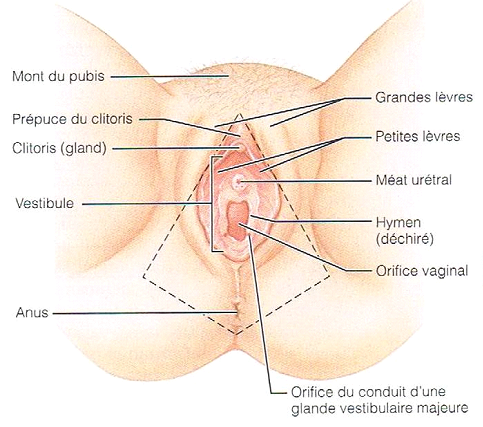 Mont du pubis
Prépuce du clitoris
Clitoris (gland)
Vestibule
Anus
Grandes lèvres
Petites lèvres
Méat urétral
Hymen
(déchiré)
Orifice vaginal
Orifice du conduit d'une
glande vestibulaire majeure